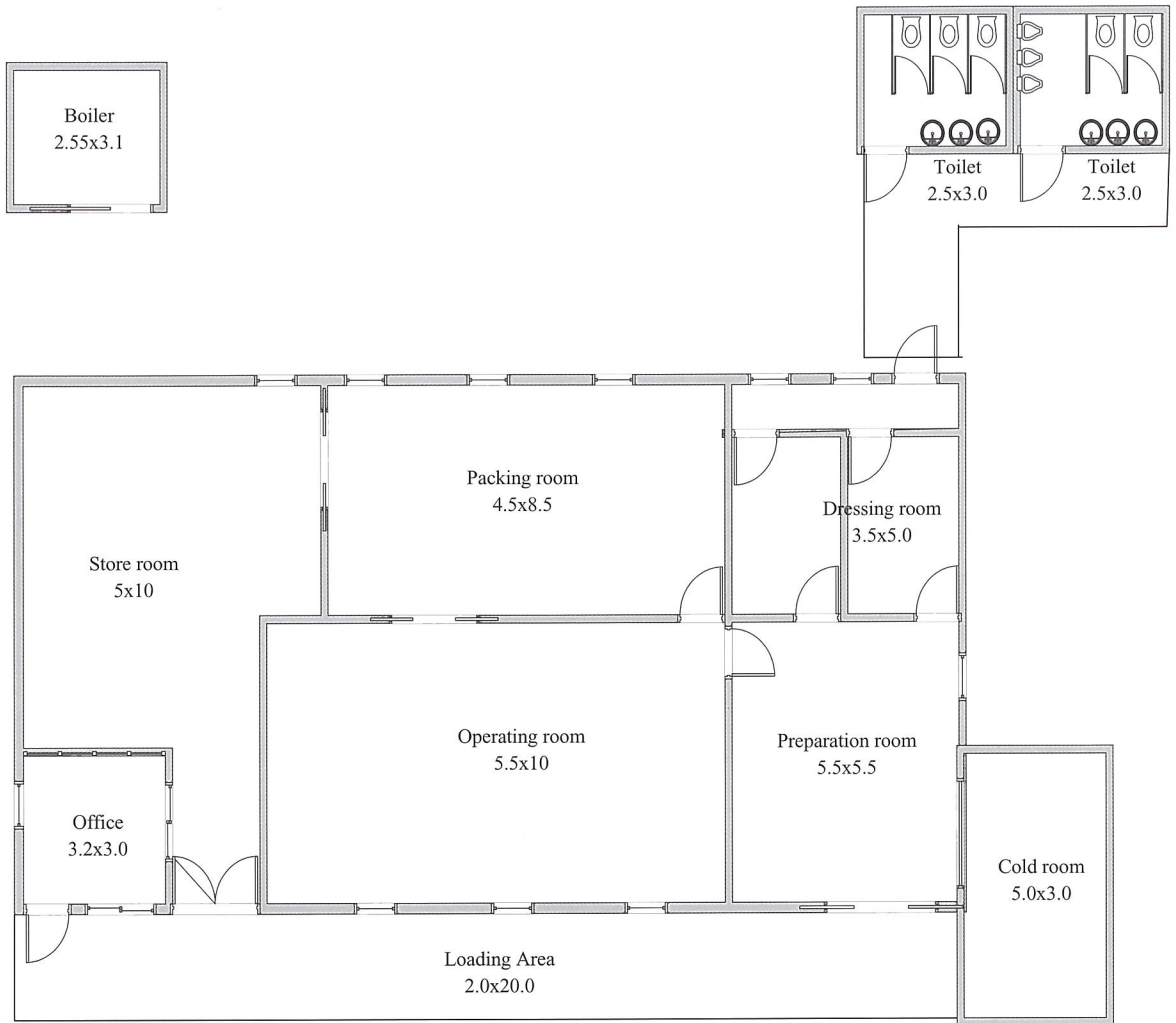 Boiler
2.55x3.1
Toilet
2.5x3.0
Toilet
2.5x3.0
Packing room
4.5x8.5
Dressing room
3.5x5.0
Store room
5x10
Operating room
5.5x10
Preparation room
5.5x5.5
Office
3.2x3.0
Cold room
5.0x3.0
Loading Area
2.0x20.0